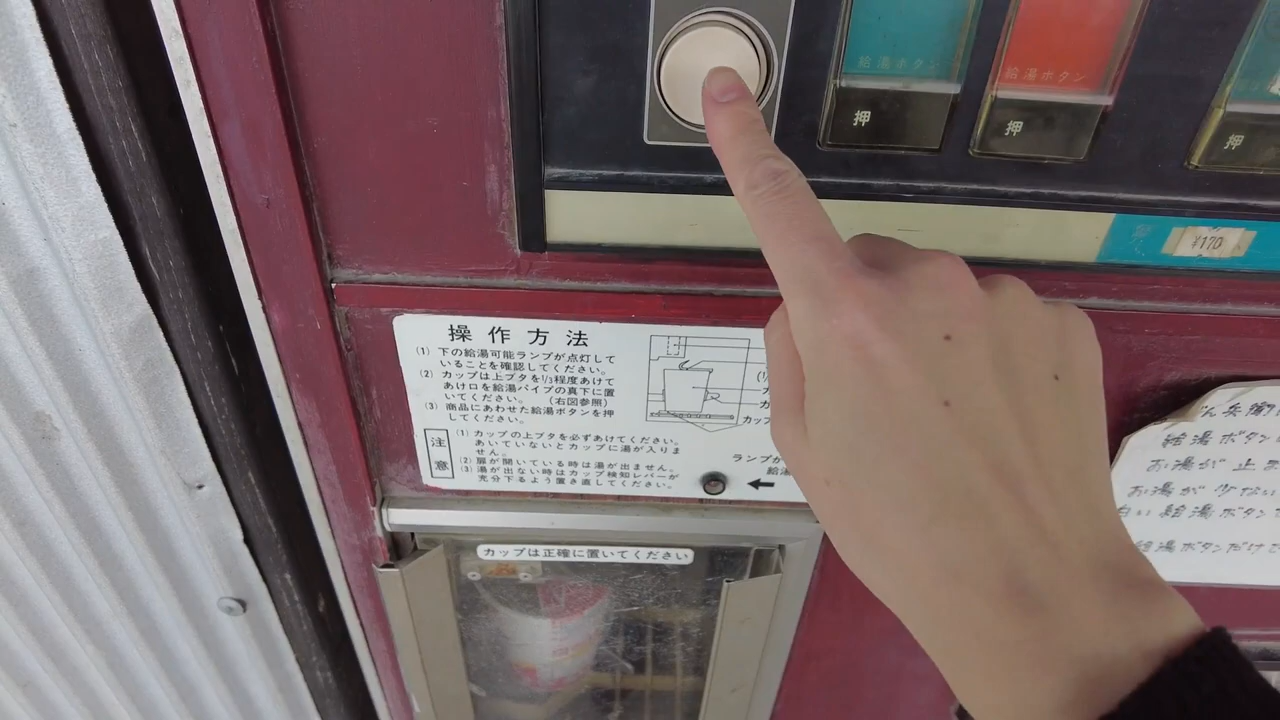 給湯ボタン
給湯ボタン
押
押
押
¥170
操作方法
(1) 下の給湯可能ランプが点灯して
いることを確認してください。
(2) カップは上ブタを1/3程度あけて
あけ口を給湯パイプの真下に置
いてください。(右図参照)
(3) 商品にあわせた給湯ボタンを押
してください。
注意
(1) カップの上ブタを必ずあけてください。
あいていないとカップに湯が入りま
せん。
(2) 扉が開いている時は湯が出ません。
(3) 湯が出ない時はカップ検知レバーが
充分下るよう置き直してください。
カップ
ランプが
給湯
カップは正確に置いてください
ん兵衛
給湯ボタン
お湯が止ま
お湯が少ない
白い給湯ボタン
給湯ボタンだけで